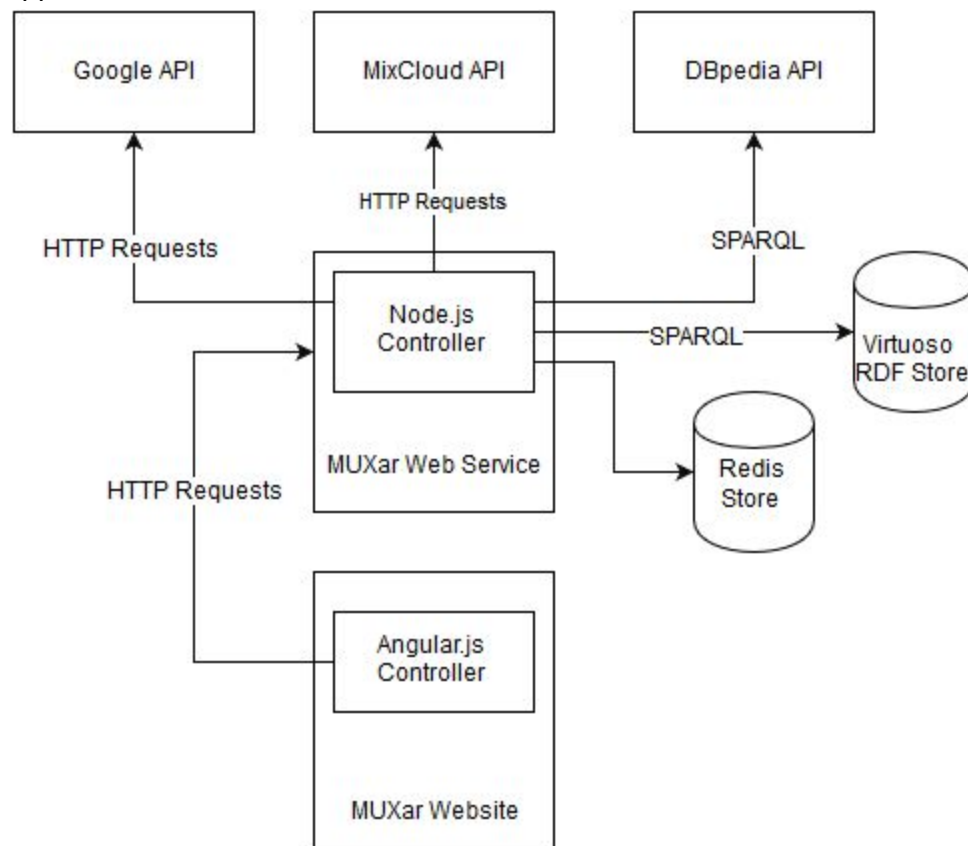 Google API
MixCloud API
DBpedia API
HTTP Requests
HTTP Requests
SPARQL
Node.js
Controller
SPARQL
Virtuoso
RDF Store
MUXar Web Service
Redis
Store
HTTP Requests
Angular.js
Controller
MUXar Website